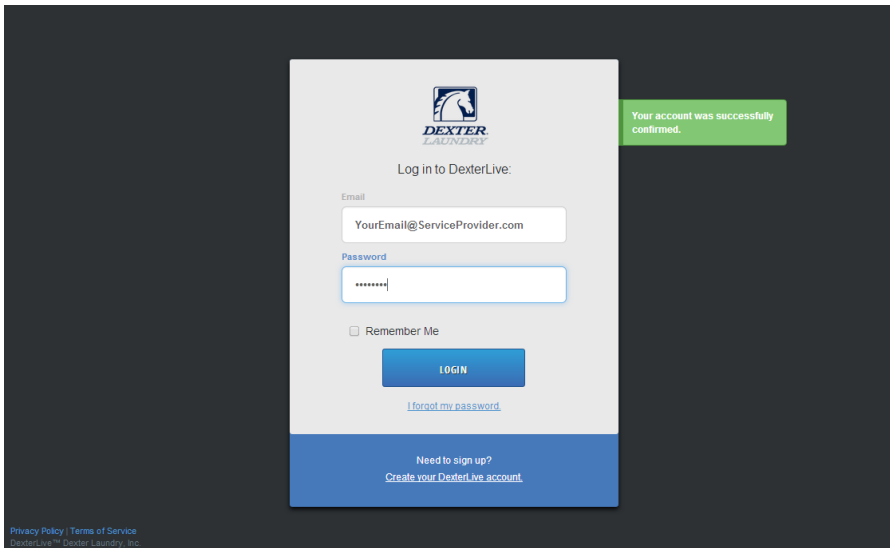 DEXTER
LAUNDRY
Your account was successfully
confirmed.
Log in to DexterLive:
Email
YourEmail@ServiceProvider.com
Password
••••••••
Remember Me
LOGIN
I forgot my password.
Need to sign up?
Create your DexterLive account.
Privacy Policy | Terms of Service
DexterLive™ Dexter Laundry, Inc.